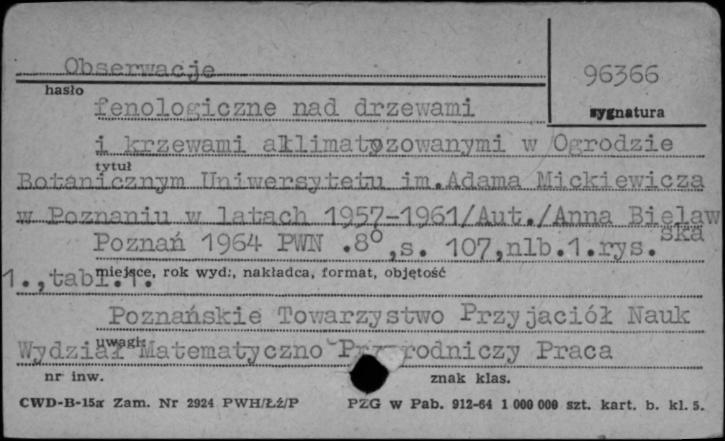 Obserwacje
96366
hasło
sygnatura
fenologiczne nad drzewami
i krzewami aklimatyzowanymi w Ogrodzie
tytuł
Botanicznym Uniwersytetu im.Adama Mickiewicza
w Poznaniu w latach 1957-1961/Aut./Anna Bielaw
ska
Poznań 1964 PWN .8⁰,s. 107,nlb.1.rys.
1.,tabl.1.
miejsce, rok wyd:, nakładca, format, objętość
Poznańskie Towarzystwo Przyjaciół Nauk
uwagi:
Wydział Matematyczno Przyrodniczy Praca
nr inw.
znak klas.
CWD-B-15a Zam. Nr 2924 PWH/ŁŹ/P
PZG w Pab. 912-64 1 000 000 szt. kart. b. kl. 5.